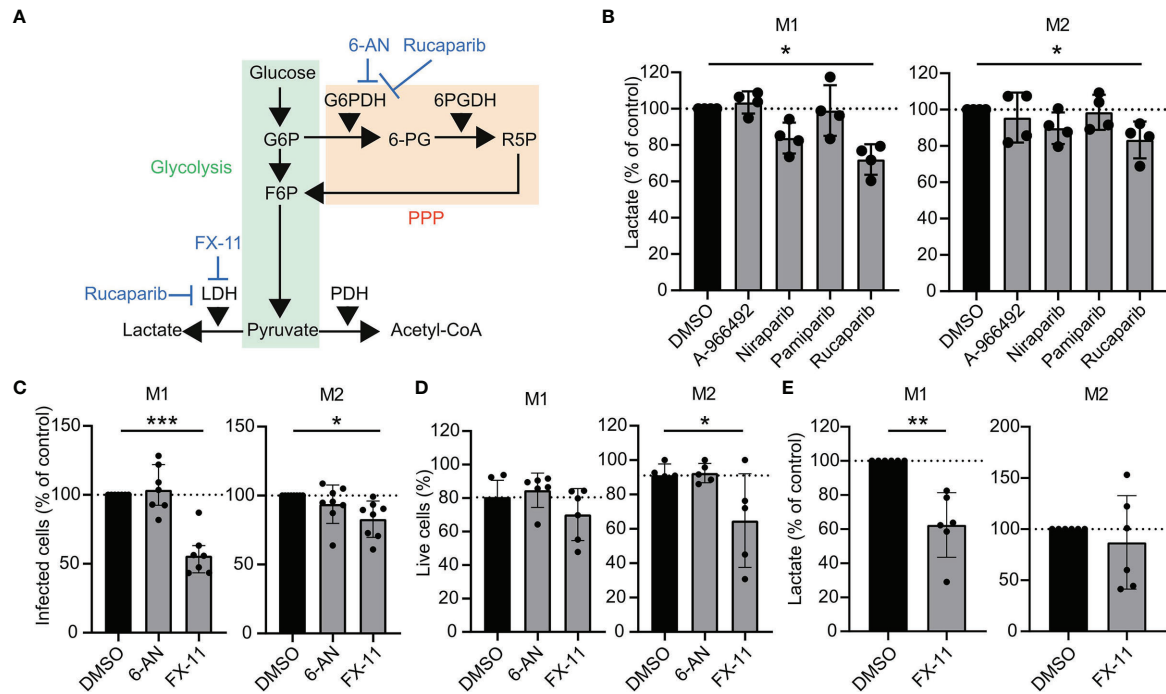 A
6-AN Rucaparib
Glucose
G6PDH 6PGDH
G6P 6-PG R5P
Glycolysis
F6P
PPP
FX-11
Rucaparib LDH PDH
Lactate Pyruvate Acetyl-CoA
B
M1
*
Lactate (% of control)
120
100
80
60
40
20
0
DMSO
A-966492
Niraparib
Pamiparib
Rucaparib
M2
*
120
100
80
60
40
20
0
DMSO
A-966492
Niraparib
Pamiparib
Rucaparib
C
M1
***
Infected cells (% of control)
150
100
50
0
DMSO
6-AN
FX-11
M2
*
150
100
50
0
DMSO
6-AN
FX-11
D
M1
Live cells (%)
120
100
80
60
40
20
0
DMSO
6-AN
FX-11
M2
*
120
100
80
60
40
20
0
DMSO
6-AN
FX-11
E
M1
**
Lactate (% of control)
120
100
80
60
40
20
0
DMSO
FX-11
M2
200
150
100
50
0
DMSO
FX-11